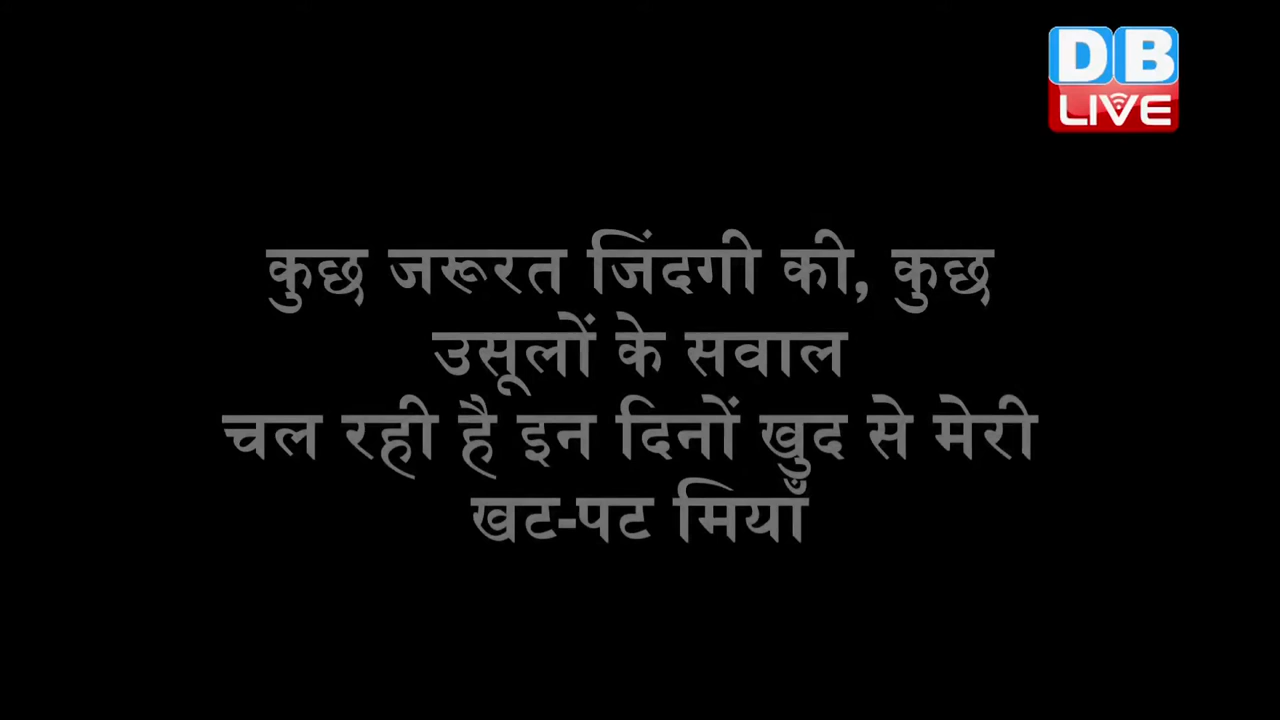 DB
LIVE
कुछ जरूरत जिंदगी की, कुछ
उसूलों के सवाल
चल रही है इन दिनों खुद से मेरी
खट-पट मियाँ